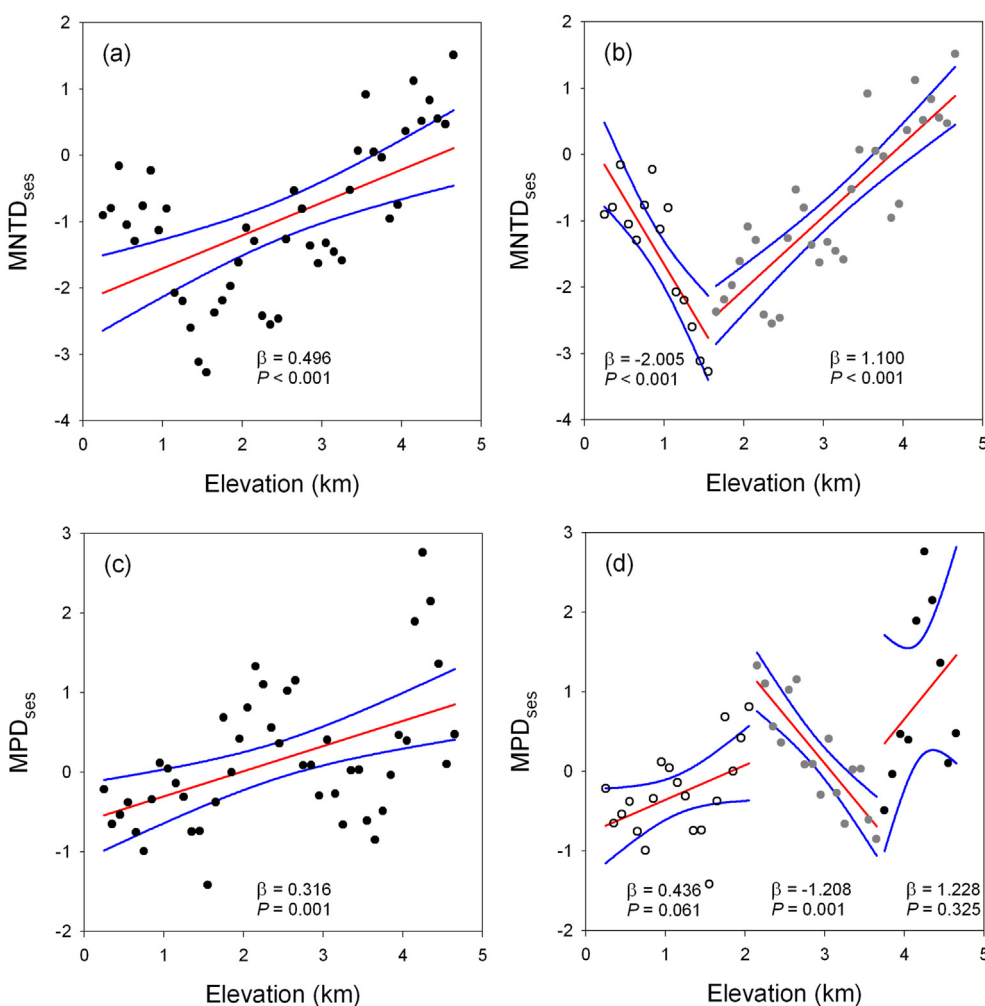 (a)
2
1
0
-1
-2
-3
-4
MNTDses
β = 0.496
P < 0.001
0 1 2 3 4 5
Elevation (km)
(b)
2
1
0
-1
-2
-3
-4
MNTDses
β = -2.005
P < 0.001
β = 1.100
P < 0.001
0 1 2 3 4 5
Elevation (km)
(c)
3
2
1
0
-1
-2
MPDses
β = 0.316
P = 0.001
0 1 2 3 4 5
Elevation (km)
(d)
3
2
1
0
-1
-2
MPDses
β = 0.436
P = 0.061
β = -1.208
P = 0.001
β = 1.228
P = 0.325
0 1 2 3 4 5
Elevation (km)